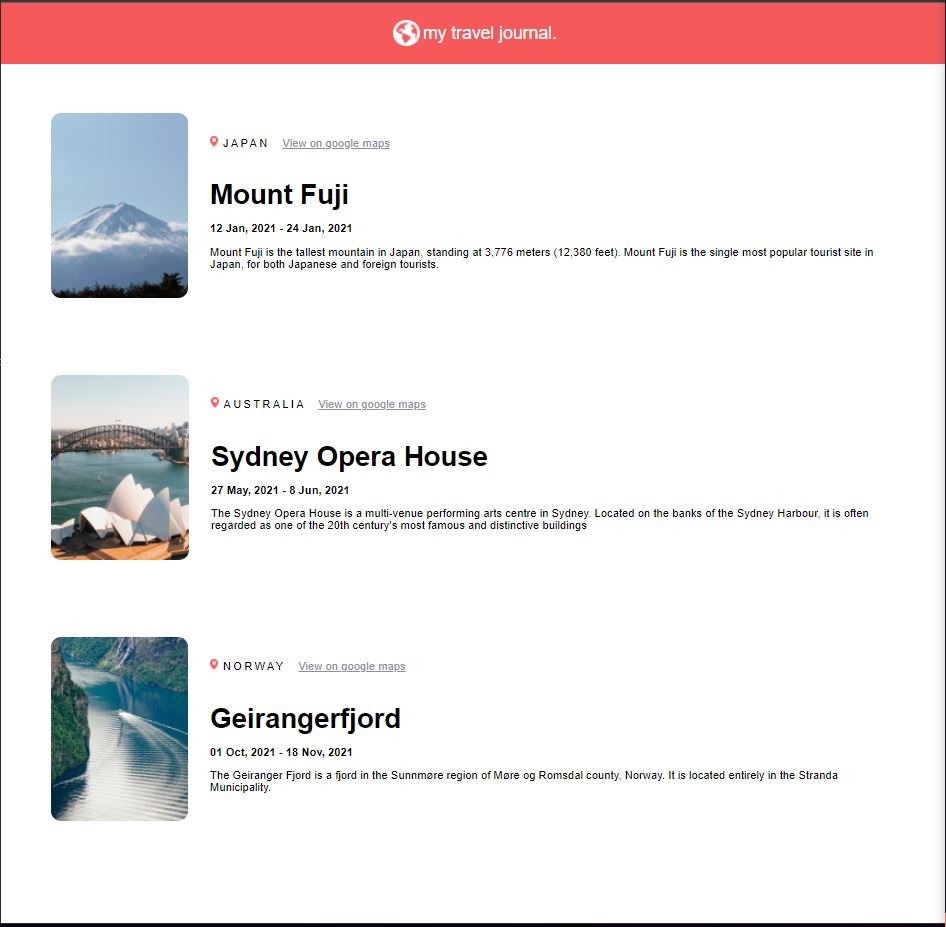 my travel journal.
JAPAN View on google maps
Mount Fuji
12 Jan, 2021 - 24 Jan, 2021
Mount Fuji is the tallest mountain in Japan, standing at 3,776 meters (12,380 feet). Mount Fuji is the single most popular tourist site in
Japan, for both Japanese and foreign tourists.
AUSTRALIA View on google maps
Sydney Opera House
27 May, 2021 - 8 Jun, 2021
The Sydney Opera House is a multi-venue performing arts centre in Sydney. Located on the banks of the Sydney Harbour, it is often
regarded as one of the 20th century's most famous and distinctive buildings
NORWAY View on google maps
Geirangerfjord
01 Oct, 2021 - 18 Nov, 2021
The Geiranger Fjord is a fjord in the Sunnmøre region of Møre og Romsdal county, Norway. It is located entirely in the Stranda
Municipality.